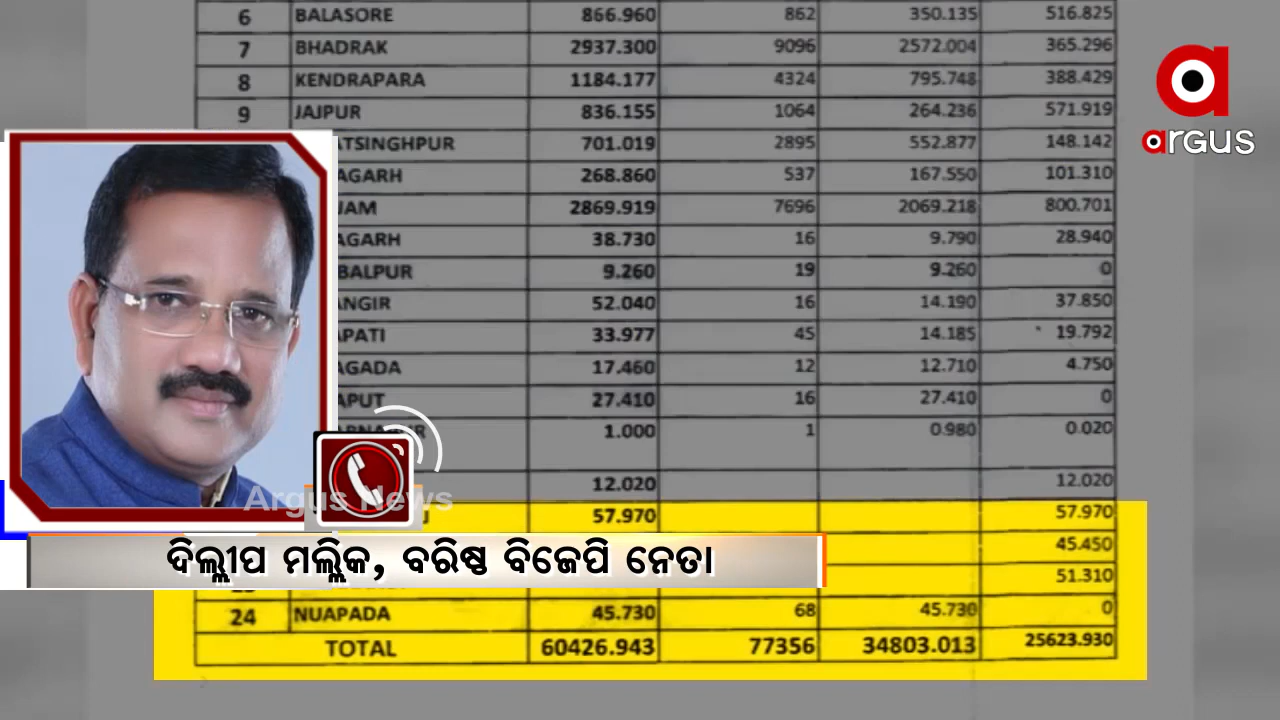 6 BALASORE 866.960 862 350.135 516.825
7 BHADRAK 2937.300 9096 2572.004 365.296
8 KENDRAPARA 1184.177 4324 795.748 388.429
9 JAJPUR 836.155 1064 264.236 571.919
ATSINGHPUR 701.019 2895 552.877 148.142
AGARH 268.860 537 167.550 101.310
JAM 2869.919 7696 2069.218 800.701
AGARH 38.730 16 9.790 28.940
BALPUR 9.260 19 9.260 0
ANGIR 52.040 16 14.190 37.850
APATI 33.977 45 14.185 19.792
AGADA 17.460 12 12.710 4.750
APUT 27.410 16 27.410 0
1.000 1 0.980 0.020
12.020 12.020
57.970 57.970
45.450
51.310
24 NUAPADA 45.730 68 45.730 0
TOTAL 60426.943 77356 34803.013 25623.930
argus
Argus News
ଦିଲ୍ଲୀପ ମଲ୍ଲିକ, ବରିଷ୍ଠ ବିଜେପି ନେତା